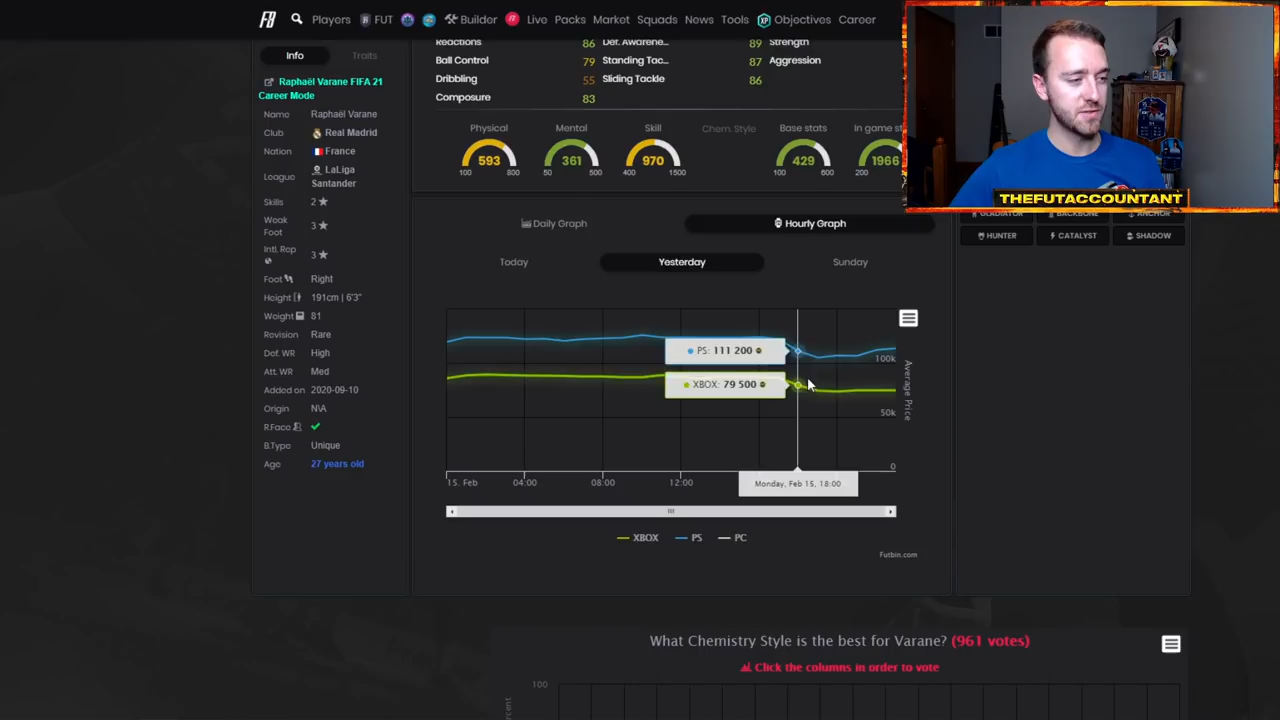 Players FUT Builder Live Packs Market Squads News Tools XP Objectives Career
Info Traits
Raphaël Varane FIFA 21
Career Mode
Name Raphaël Varane
Club Real Madrid
Nation France
League LaLiga Santander
Skills 2★
Weak Foot 3★
Intl. Rep 3★
Foot Right
Height 191cm | 6'3"
Weight 81
Revision Rare
Def. WR High
Att. WR Med
Added on 2020-09-10
Origin N\A
R.Face
B.Type Unique
Age 27 years old
Reactions 86 Def. Awarene... 89 Strength
Ball Control 79 Standing Tac... 87 Aggression
Dribbling 55 Sliding Tackle 86
Composure 83
Physical Mental Skill Chem. Style Base stats In game st
593 361 970 429 1966
100 800 50 500 400 1500 100 600 200
THEFUTACCOUNTANT
GLADIATOR BACKBONE ANCHOR
HUNTER CATALYST SHADOW
Daily Graph Hourly Graph
Today Yesterday Sunday
PS: 111 200
XBOX: 79 500
100k
50k
0
Average Price
15. Feb 04:00 08:00 12:00
Monday, Feb 15, 18:00
XBOX PS PC
Futbin.com
What Chemistry Style is the best for Varane? (961 votes)
Click the columns in order to vote
100